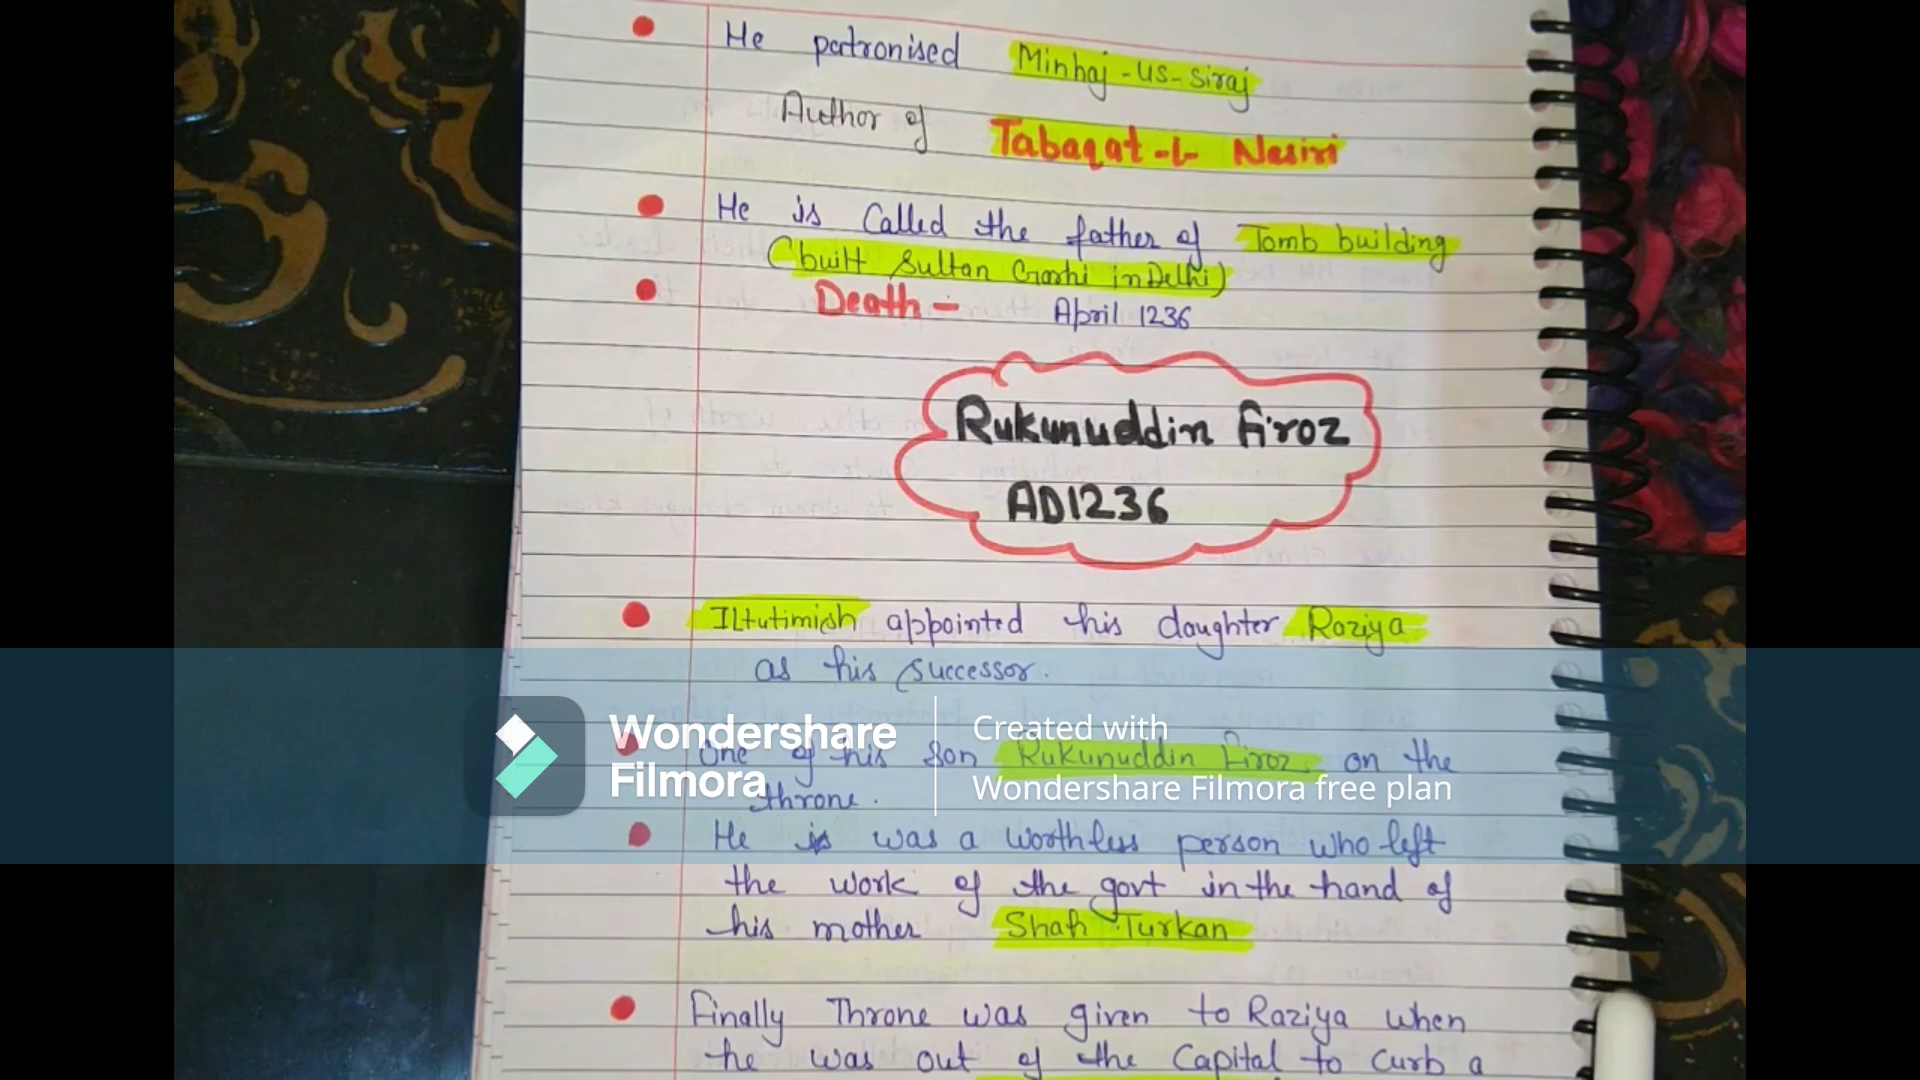 He patronised Minhaj-us-Siraj
Author of Tabaqat-i- Nasiri
He is Called the father of Tomb building
(built Sultan Garhi in Delhi)
Death - April 1236
Rukunuddin Firoz
AD1236
Iltutimish appointed his daughter Raziya
as his successor.
One of his son Rukunuddin Firoz on the
throne.
Wondershare
Filmora
Created with
Wondershare Filmora free plan
He is was a worthless person who left
the work of the govt in the hand of
his mother Shah Turkan
Finally Throne was given to Raziya when
he was out of the Capital to curb a